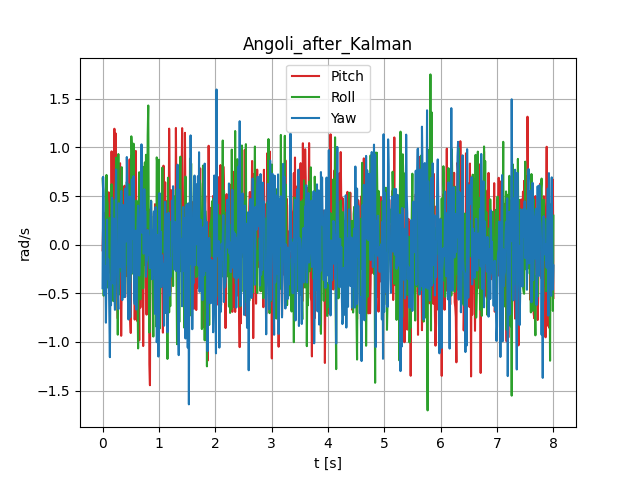 Angoli_after_Kalman
Pitch
Roll
Yaw
rad/s
1.5
1.0
0.5
0.0
−0.5
−1.0
−1.5
0 1 2 3 4 5 6 7 8
t [s]